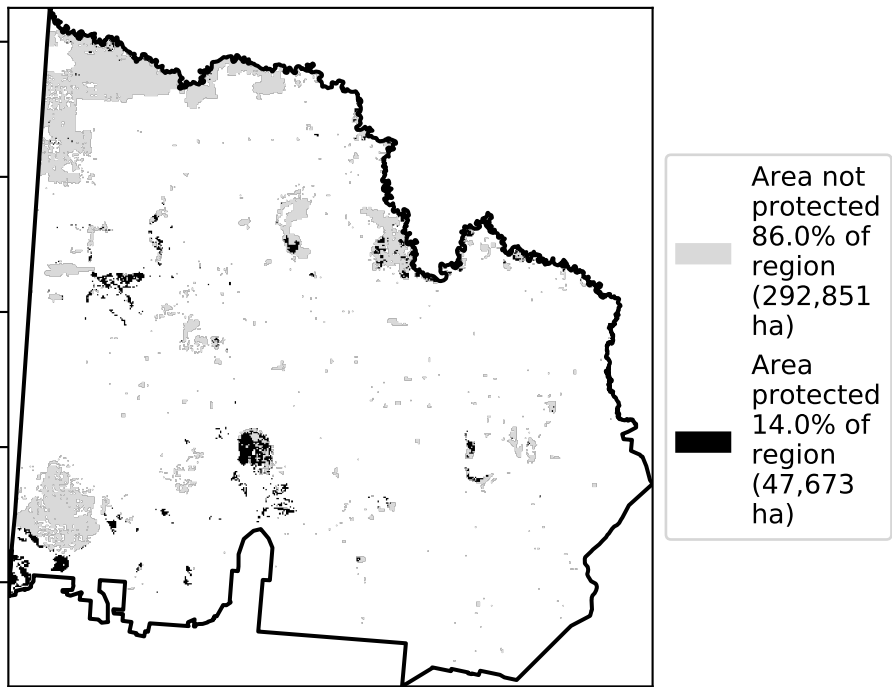 Area not
protected
86.0% of
region
(292,851
ha)
Area
protected
14.0% of
region
(47,673
ha)